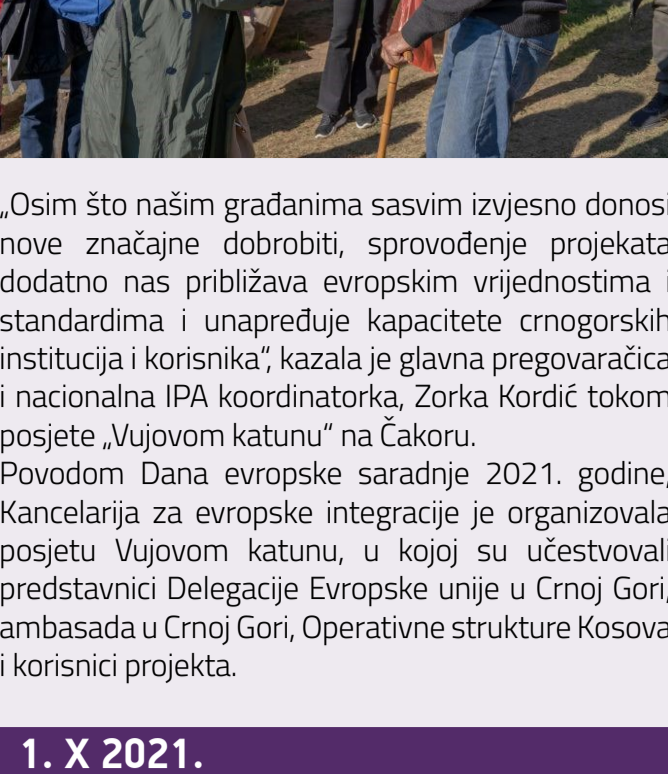 „Osim što našim građanima sasvim izvjesno donosi
nove značajne dobrobiti, sprovođenje projekata
dodatno nas približava evropskim vrijednostima i
standardima i unapređuje kapacitete crnogorskih
institucija i korisnika“, kazala je glavna pregovaračica
i nacionalna IPA koordinatorka, Zorka Kordić tokom
posjete „Vujovom katunu“ na Čakoru.
Povodom Dana evropske saradnje 2021. godine,
Kancelarija za evropske integracije je organizovala
posjetu Vujovom katunu, u kojoj su učestvovali
predstavnici Delegacije Evropske unije u Crnoj Gori,
ambasada u Crnoj Gori, Operativne strukture Kosova
i korisnici projekta.
1. X 2021.